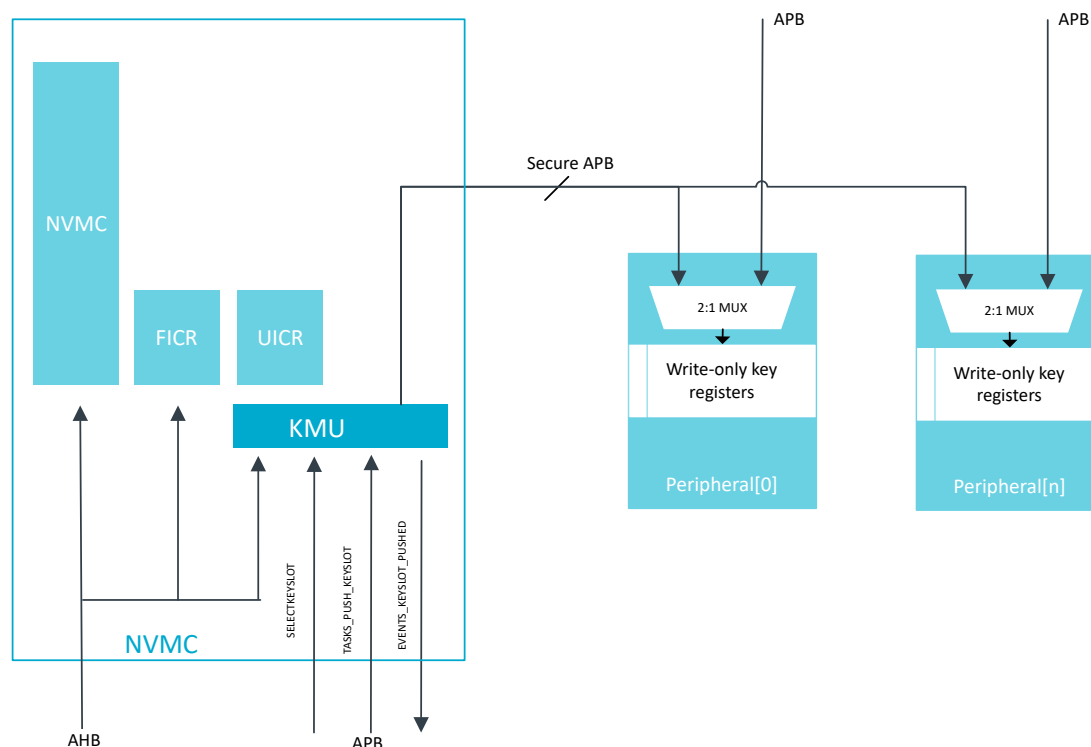 APB
APB
Secure APB
NVMC
FICR
UICR
KMU
2:1 MUX
Write-only key
registers
Peripheral[0]
2:1 MUX
Write-only key
registers
Peripheral[n]
SELECTKEYSLOT
TASKS_PUSH_KEYSLOT
EVENTS_KEYSLOT_PUSHED
NVMC
AHB
APB